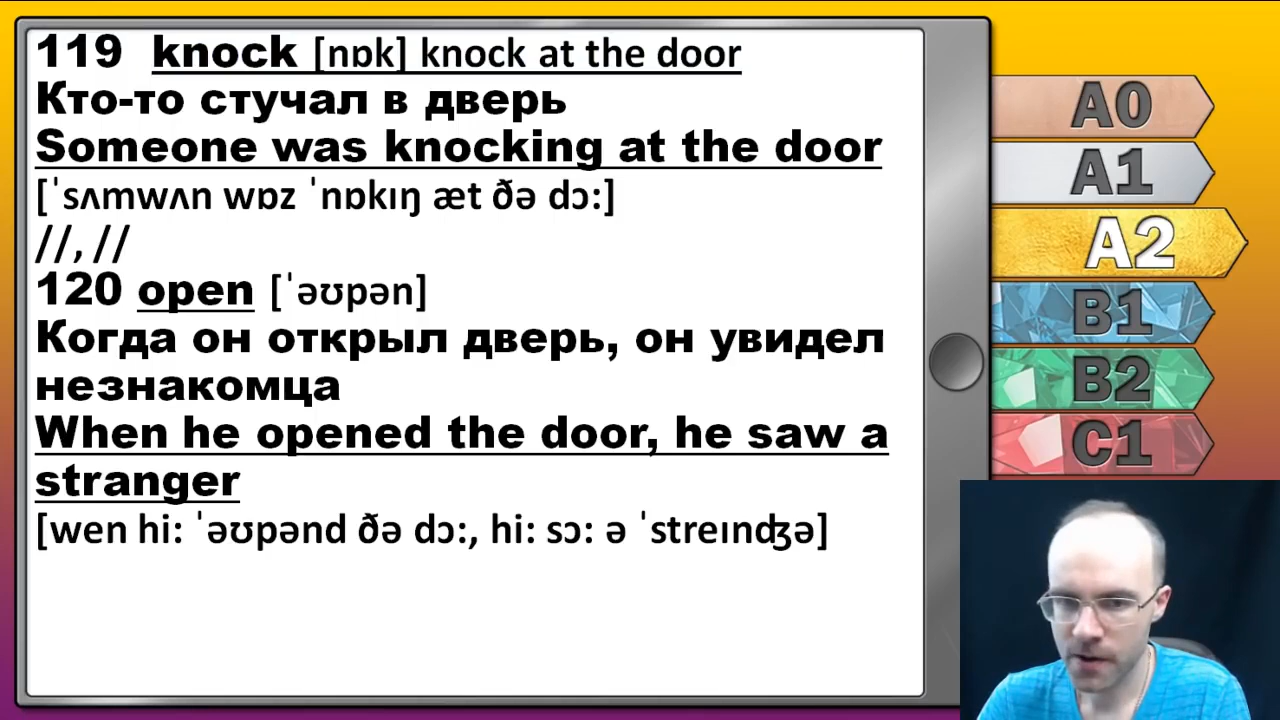 119 knock [nɒk] knock at the door
Кто-то стучал в дверь
Someone was knocking at the door
[ˈsʌmwʌn wɒz ˈnɒkɪŋ æt ðə dɔ:]
//, //
120 open [ˈəʊpən]
Когда он открыл дверь, он увидел
незнакомца
When he opened the door, he saw a
stranger
[wen hi: ˈəʊpənd ðə dɔ:, hi: sɔ: ə ˈstreɪnʤə]
A0
A1
A2
B1
B2
C1